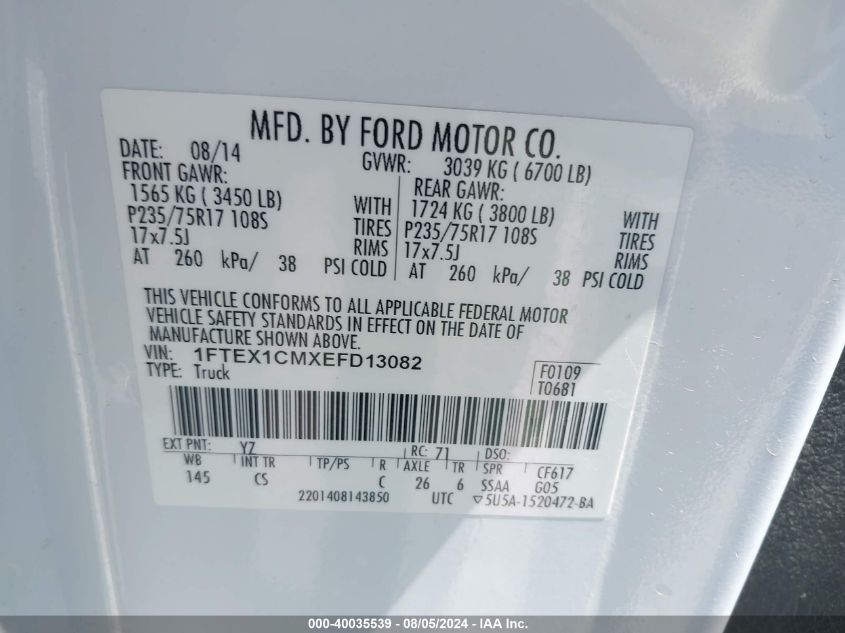 MFD. BY FORD MOTOR CO.
DATE: 08/14 GVWR: 3039 KG ( 6700 LB)
FRONT GAWR: REAR GAWR:
1565 KG ( 3450 LB) WITH 1724 KG ( 3800 LB) WITH
P235/75R17 108S TIRES P235/75R17 108S TIRES
17x7.5J RIMS 17x7.5J RIMS
AT 260 kPa/ 38 PSI COLD AT 260 kPa/ 38 PSI COLD
THIS VEHICLE CONFORMS TO ALL APPLICABLE FEDERAL MOTOR
VEHICLE SAFETY STANDARDS IN EFFECT ON THE DATE OF
MANUFACTURE SHOWN ABOVE.
VIN: 1FTEX1CMXEFD13082 F0109
TYPE: Truck T0681
EXT PNT: YZ RC: 71 DSO:
WB INT TR TP/PS R AXLE TR SPR CF617
145 CS C 26 6 SSAA G05
2201408143850 UTC ▽5U5A-1520472-BA
000-40035539 - 08/05/2024 - IAA Inc.